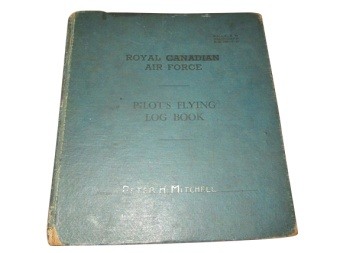 ROYAL CANADIAN
AIR FORCE
PILOT'S FLYING
LOG BOOK
PETER H. MITCHELL